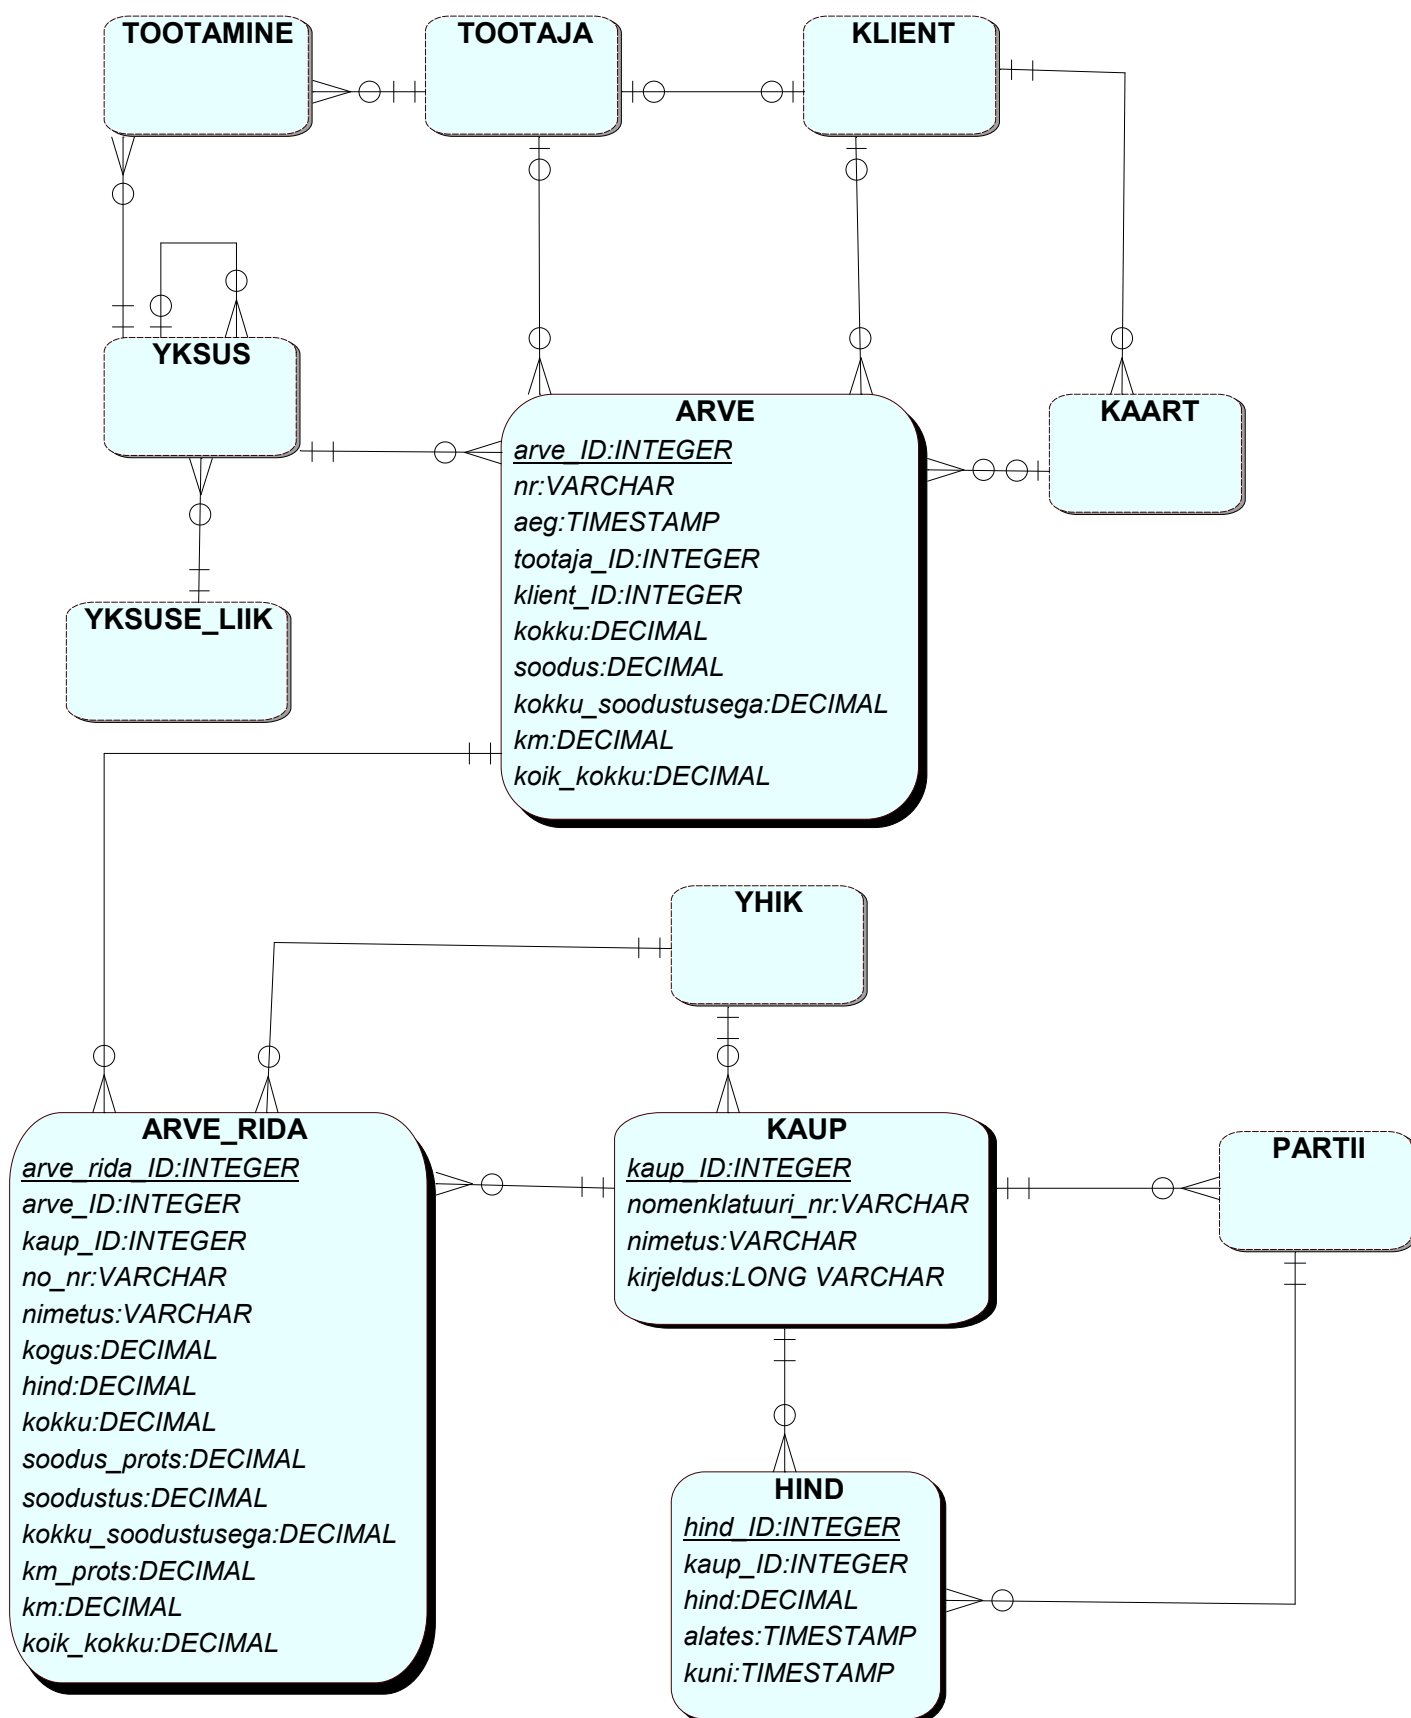 TOOTAMINE
TOOTAJA
KLIENT
YKSUS
ARVE
arve_ID:INTEGER
nr:VARCHAR
aeg:TIMESTAMP
tootaja_ID:INTEGER
klient_ID:INTEGER
kokku:DECIMAL
soodus:DECIMAL
kokku_soodustusega:DECIMAL
km:DECIMAL
koik_kokku:DECIMAL
KAART
YKSUSE_LIIK
YHIK
ARVE_RIDA
arve_rida_ID:INTEGER
arve_ID:INTEGER
kaup_ID:INTEGER
no_nr:VARCHAR
nimetus:VARCHAR
kogus:DECIMAL
hind:DECIMAL
kokku:DECIMAL
soodus_prots:DECIMAL
soodustus:DECIMAL
kokku_soodustusega:DECIMAL
km_prots:DECIMAL
km:DECIMAL
koik_kokku:DECIMAL
KAUP
kaup_ID:INTEGER
nomenklatuuri_nr:VARCHAR
nimetus:VARCHAR
kirjeldus:LONG VARCHAR
PARTII
HIND
hind_ID:INTEGER
kaup_ID:INTEGER
hind:DECIMAL
alates:TIMESTAMP
kuni:TIMESTAMP